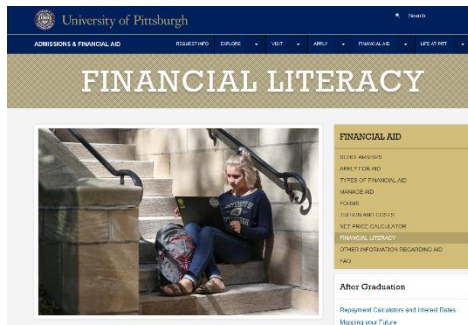 University of Pittsburgh
Search
ADMISSIONS & FINANCIAL AID
REQUEST INFO
EXPLORE
VISIT
APPLY
FINANCIAL AID
LIFE AT PITT
FINANCIAL LITERACY
FINANCIAL AID
SCHOLARSHIPS
APPLY FOR AID
TYPES OF FINANCIAL AID
MANAGE AID
FORMS
TUITION AND COSTS
NET PRICE CALCULATOR
FINANCIAL LITERACY
OTHER INFORMATION REGARDING AID
FAQ
After Graduation
Repayment Calculators and Interest Rates
Mapping your Future